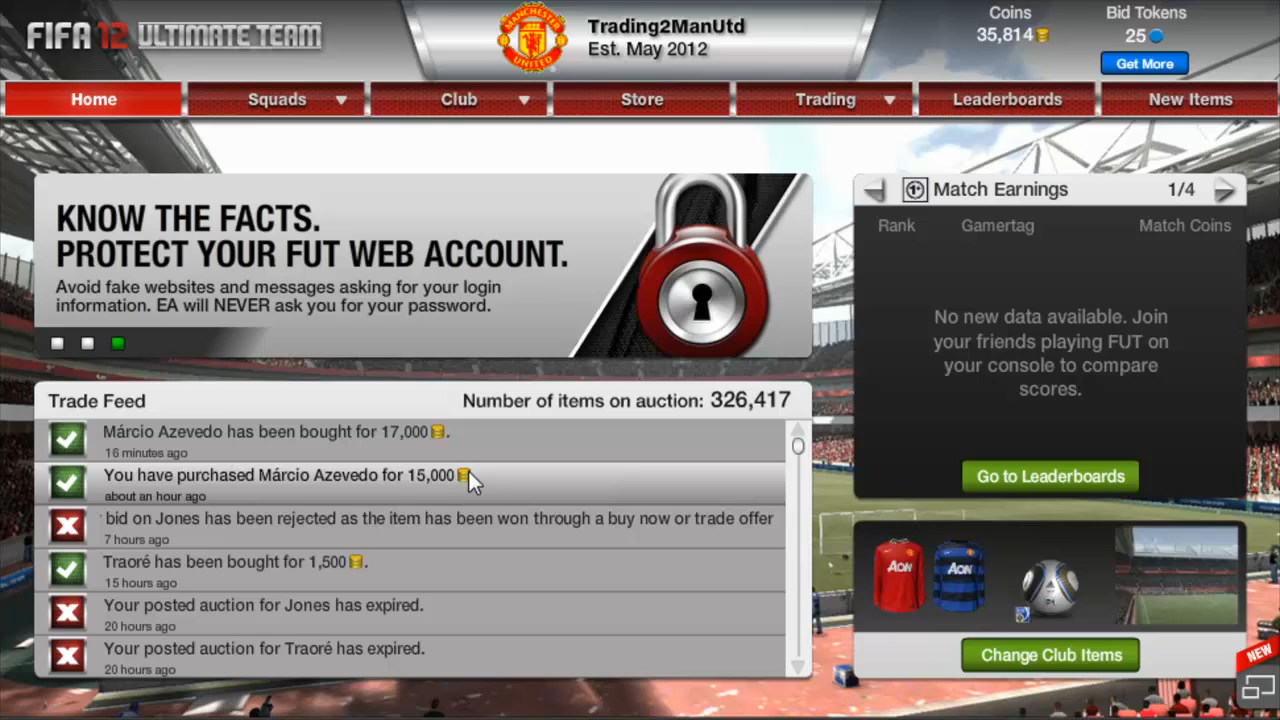 FIFA 12 ULTIMATE TEAM
MANCHESTER
UNITED
Trading2ManUtd
Est. May 2012
Coins
35,814
Bid Tokens
25
Get More
Home
Squads
Club
Store
Trading
Leaderboards
New Items
KNOW THE FACTS.
PROTECT YOUR FUT WEB ACCOUNT.
Avoid fake websites and messages asking for your login
information. EA will NEVER ask you for your password.
Match Earnings 1/4
Rank Gamertag Match Coins
No new data available. Join
your friends playing FUT on
your console to compare
scores.
Go to Leaderboards
Trade Feed Number of items on auction: 326,417
Márcio Azevedo has been bought for 17,000 .
16 minutes ago
You have purchased Márcio Azevedo for 15,000
about an hour ago
bid on Jones has been rejected as the item has been won through a buy now or trade offer
7 hours ago
Traoré has been bought for 1,500 .
15 hours ago
Your posted auction for Jones has expired.
20 hours ago
Your posted auction for Traoré has expired.
20 hours ago
AON
AON
Change Club Items
NEW